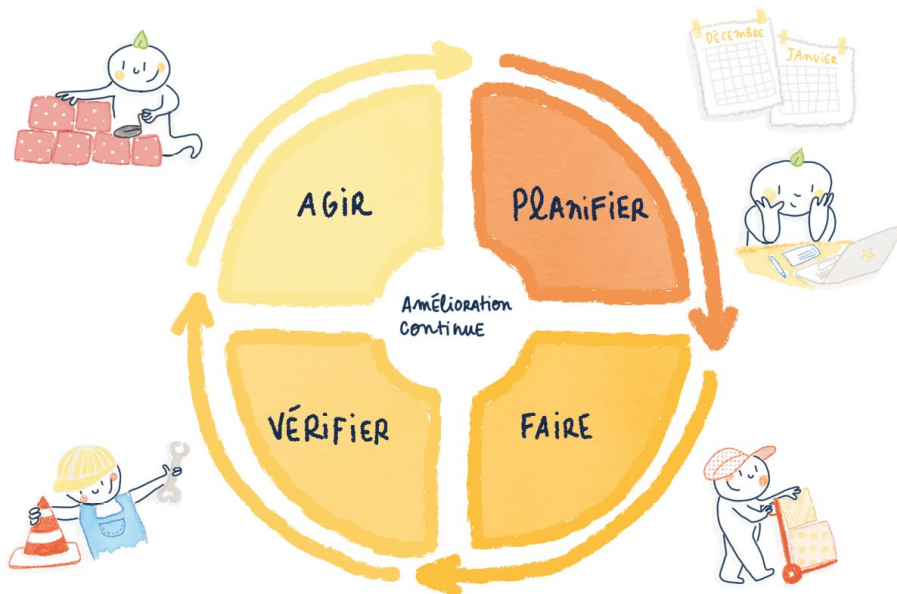 DÉCEMBRE
JANVIER
AGIR
PLANIFIER
AMÉLIORATION
CONTINUE
VÉRIFIER
FAIRE